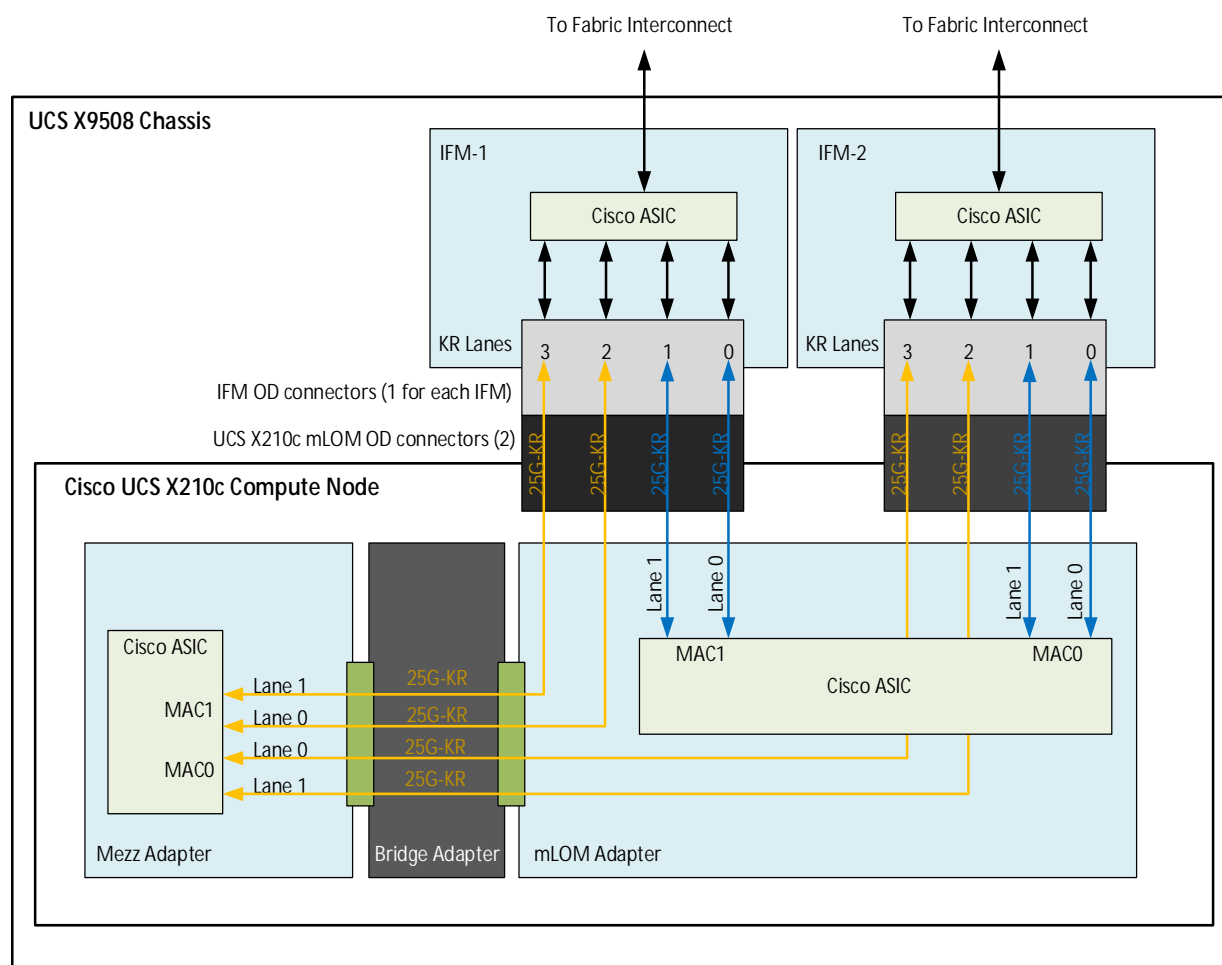 To Fabric Interconnect
To Fabric Interconnect
UCS X9508 Chassis
IFM-1
IFM-2
Cisco ASIC
Cisco ASIC
KR Lanes
3
2
1
0
KR Lanes
3
2
1
0
IFM OD connectors (1 for each IFM)
UCS X210c mLOM OD connectors (2)
25G-KR
25G-KR
25G-KR
25G-KR
25G-KR
25G-KR
25G-KR
25G-KR
Cisco UCS X210c Compute Node
Lane 1
Lane 0
Lane 1
Lane 0
Cisco ASIC
MAC1
MAC0
MAC1
MAC0
Cisco ASIC
Lane 1
25G-KR
Lane 0
25G-KR
Lane 0
25G-KR
Lane 1
25G-KR
Mezz Adapter
Bridge Adapter
mLOM Adapter